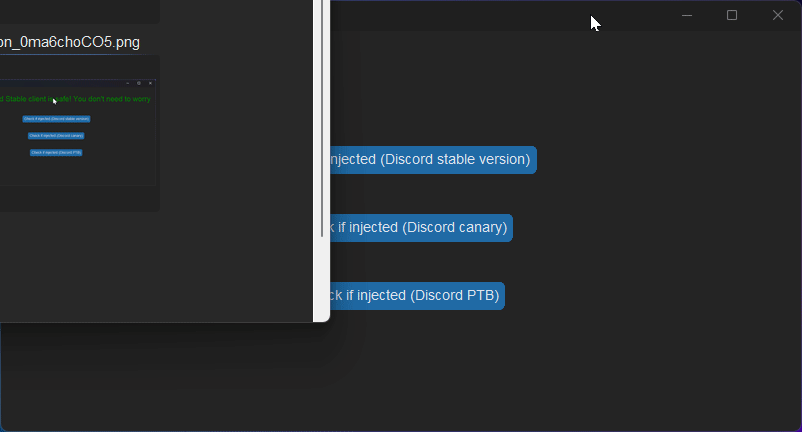 on_0ma6choCO5.png
d Stable client is safe! You don't need to worry
Check if injected (Discord stable version)
Check if injected (Discord canary)
Check if injected (Discord PTB)
njected (Discord stable version)
k if injected (Discord canary)
ck if injected (Discord PTB)